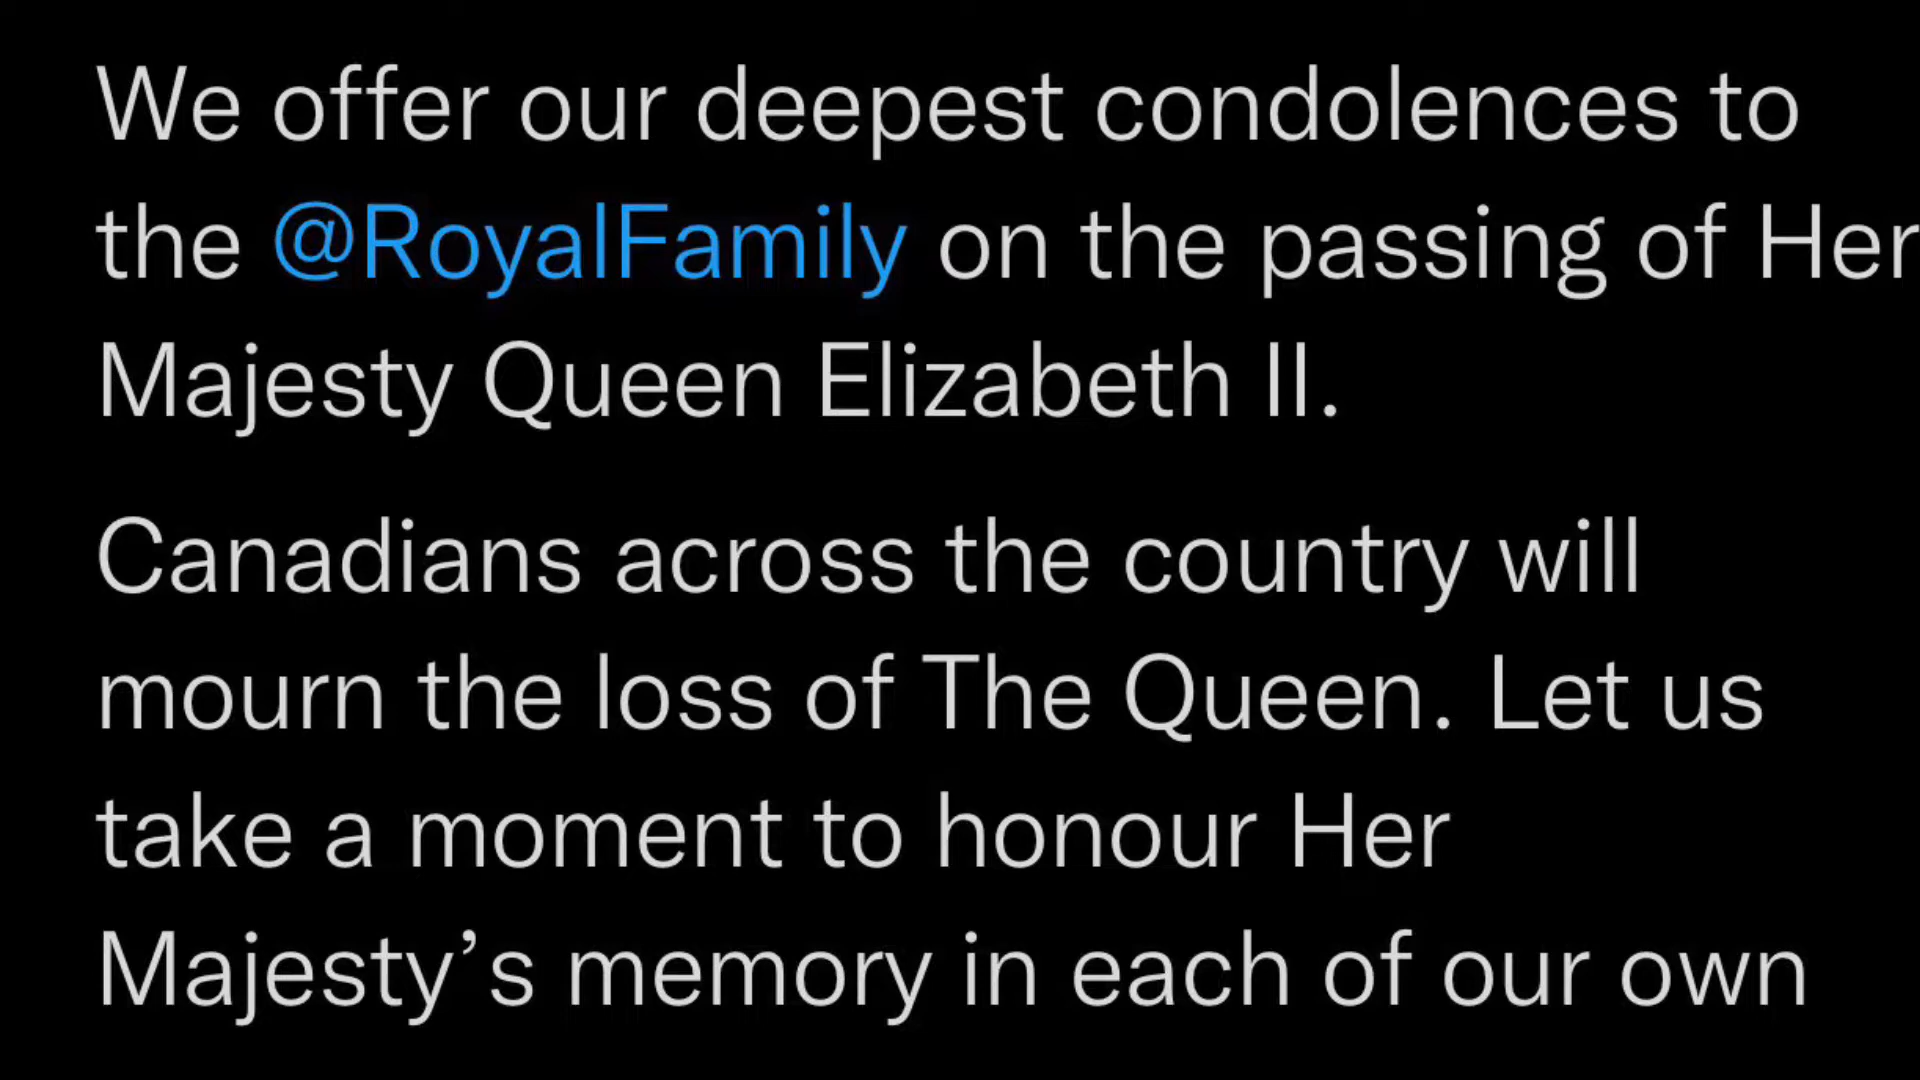 We offer our deepest condolences to
the @RoyalFamily on the passing of Her
Majesty Queen Elizabeth II.
Canadians across the country will
mourn the loss of The Queen. Let us
take a moment to honour Her
Majesty’s memory in each of our own